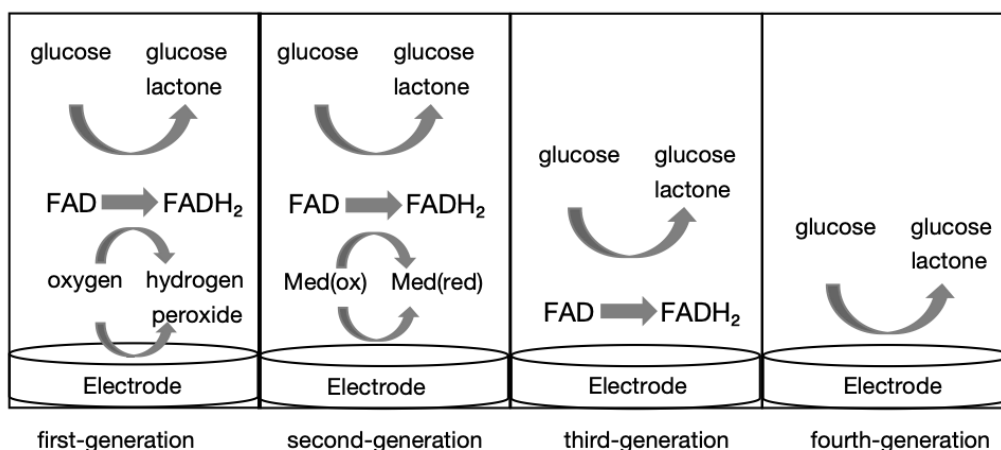 glucose glucose
lactone
FAD FADH₂
oxygen hydrogen
peroxide
Electrode
first-generation
glucose glucose
lactone
FAD FADH₂
Med(ox) Med(red)
Electrode
second-generation
glucose glucose
lactone
FAD FADH₂
Electrode
third-generation
glucose glucose
lactone
Electrode
fourth-generation